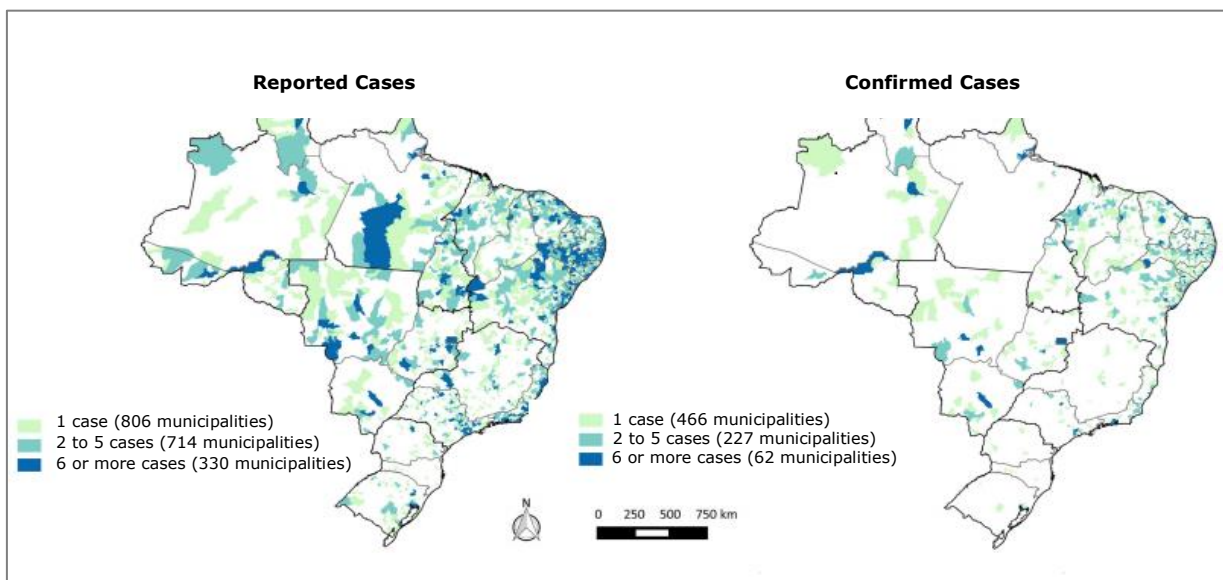 Reported Cases
Confirmed Cases
1 case (806 municipalities)
2 to 5 cases (714 municipalities)
6 or more cases (330 municipalities)
1 case (466 municipalities)
2 to 5 cases (227 municipalities)
6 or more cases (62 municipalities)
N
0 250 500 750 km